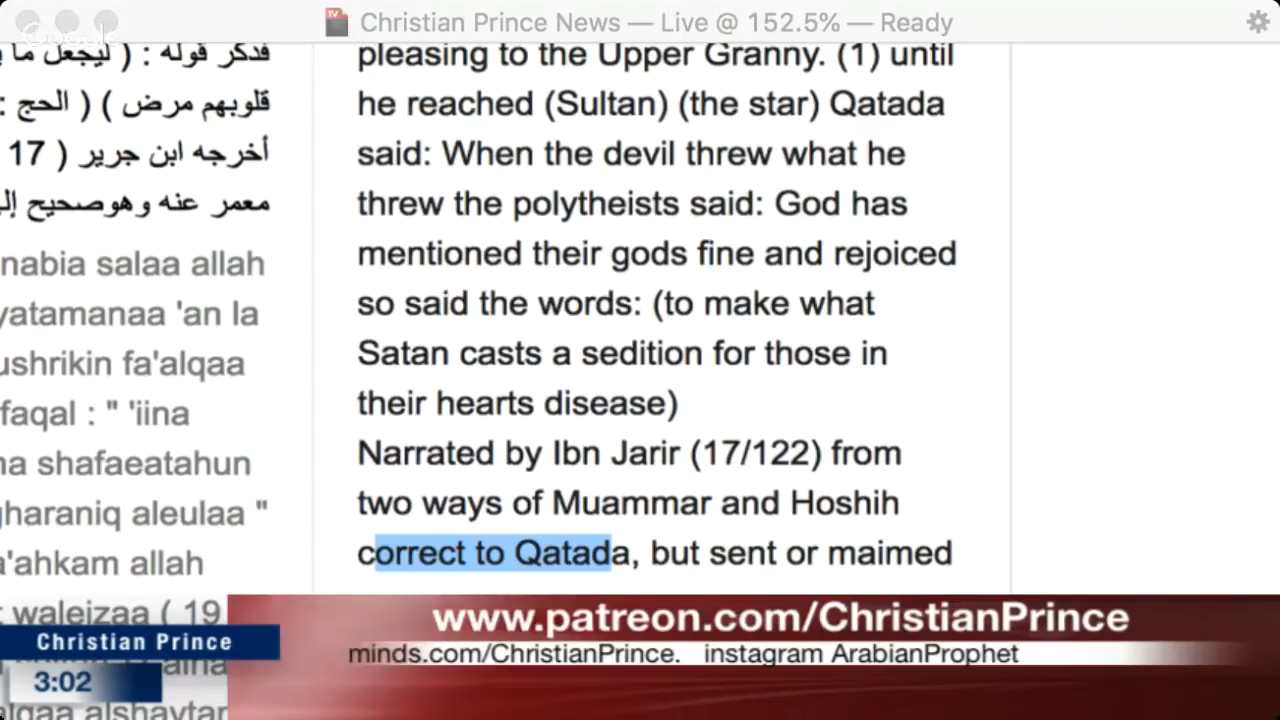 Christian Prince News — Live @ 152.5% — Ready
فذكر قوله : ( ليجعل ما
قلوبهم مرض ) ( الحج :
أخرجه ابن جرير ( 17
معمر عنه وهوصحيح إلى
nabia salaa allah
yatamanaa 'an la
ushrikin fa'alqaa
faqal : " 'iina
na shafaeatahun
gharaniq aleulaa "
a'ahkam allah
waleizaa ( 19
pleasing to the Upper Granny. (1) until
he reached (Sultan) (the star) Qatada
said: When the devil threw what he
threw the polytheists said: God has
mentioned their gods fine and rejoiced
so said the words: (to make what
Satan casts a sedition for those in
their hearts disease)
Narrated by Ibn Jarir (17/122) from
two ways of Muammar and Hoshih
correct to Qatada, but sent or maimed
www.patreon.com/ChristianPrince
Christian Prince
minds.com/ChristianPrince. instagram ArabianProphet
3:02